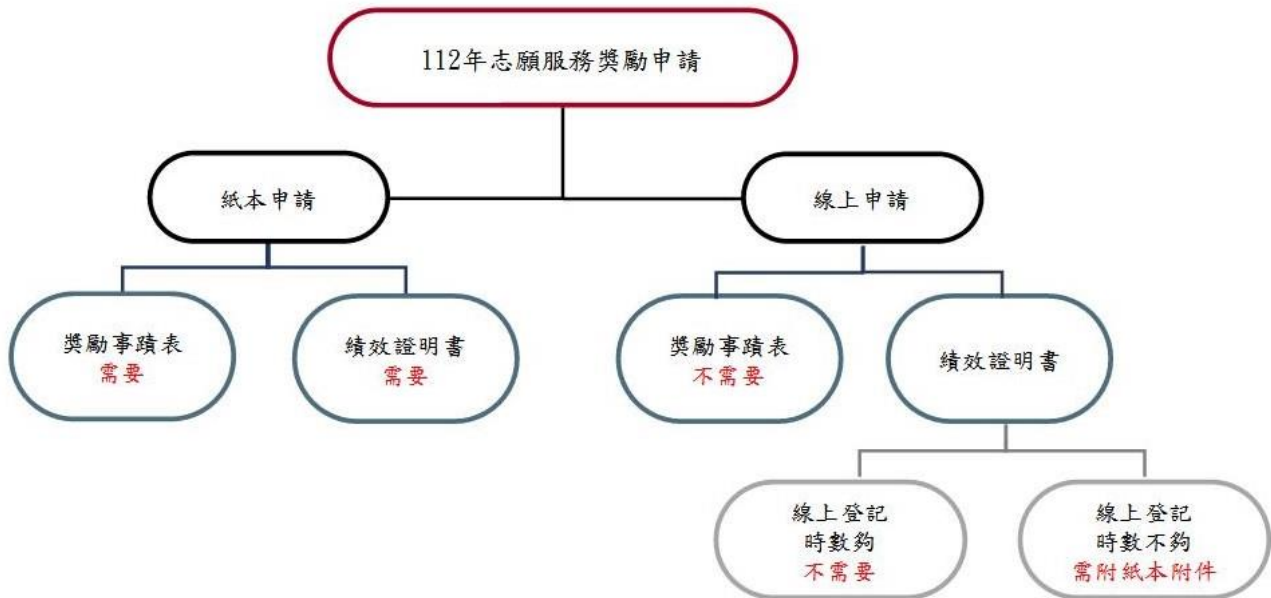 112年志願服務獎勵申請
紙本申請
線上申請
獎勵事蹟表
需要
績效證明書
需要
獎勵事蹟表
不需要
績效證明書
線上登記
時數夠
不需要
線上登記
時數不夠
需附紙本附件